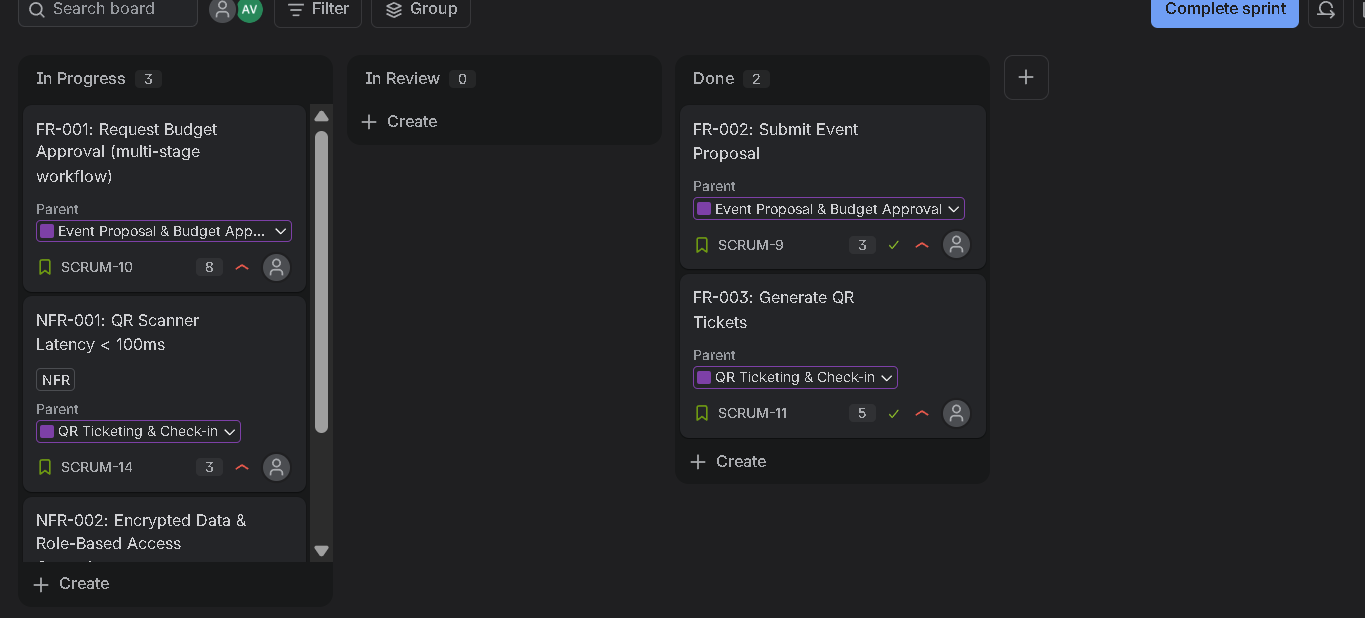 Search board
AV
Filter
Group
Complete sprint
In Progress 3
FR-001: Request Budget
Approval (multi-stage
workflow)
Parent
Event Proposal & Budget App...
SCRUM-10 8
NFR-001: QR Scanner
Latency < 100ms
NFR
Parent
QR Ticketing & Check-in
SCRUM-14 3
NFR-002: Encrypted Data &
Role-Based Access
Create
In Review 0
Create
Done 2
FR-002: Submit Event
Proposal
Parent
Event Proposal & Budget Approval
SCRUM-9 3
FR-003: Generate QR
Tickets
Parent
QR Ticketing & Check-in
SCRUM-11 5
Create